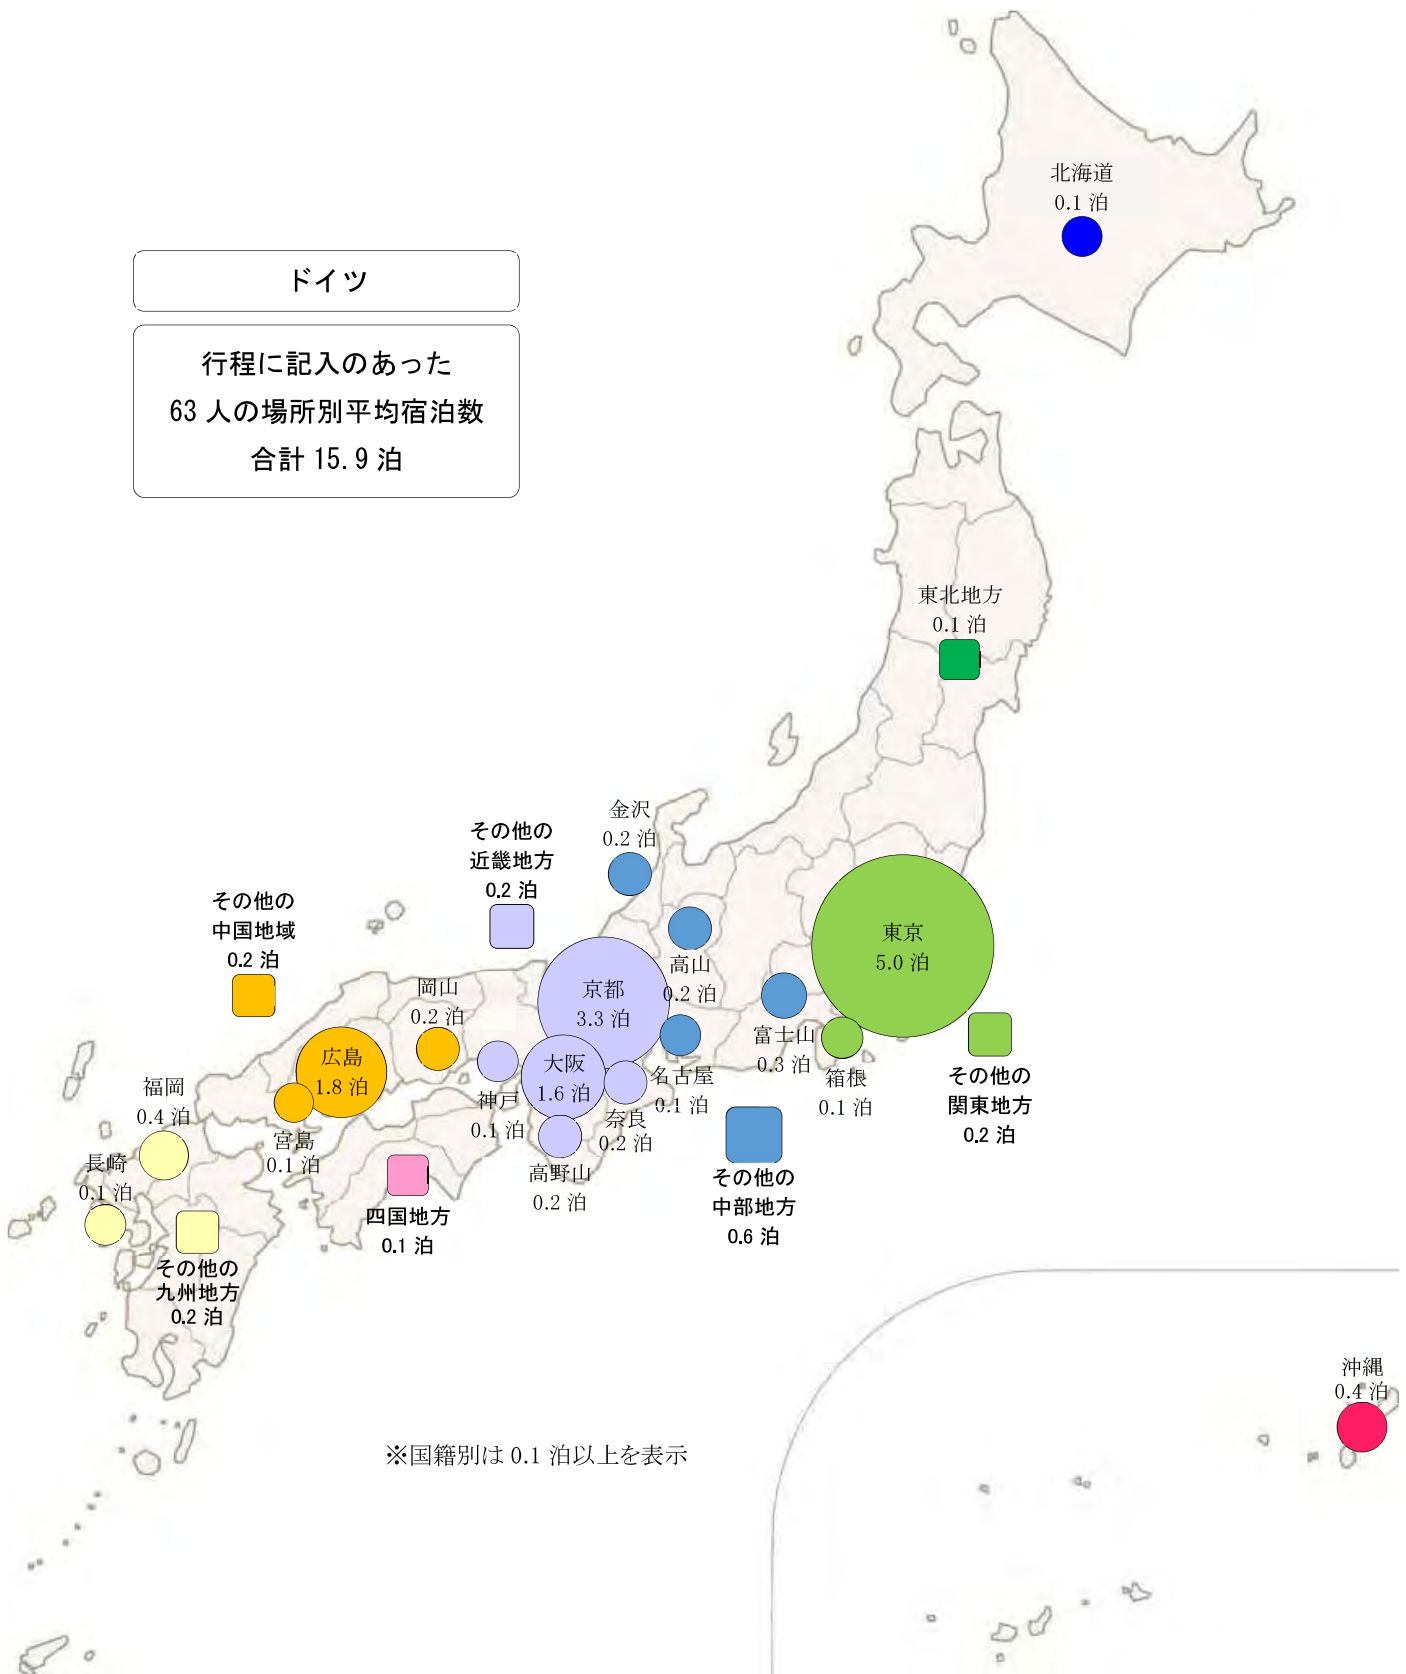 ドイツ
行程に記入のあった
63 人の場所別平均宿泊数
合計 15.9 泊
北海道
0.1 泊
東北地方
0.1 泊
金沢
0.2 泊
その他の
近畿地方
0.2 泊
その他の
中国地域
0.2 泊
東京
5.0 泊
高山
0.2 泊
岡山
0.2 泊
京都
3.3 泊
富士山
0.3 泊
広島
1.8 泊
大阪
1.6 泊
名古屋
0.1 泊
箱根
0.1 泊
その他の
関東地方
0.2 泊
福岡
0.4 泊
神戸
0.1 泊
奈良
0.2 泊
宮島
0.1 泊
長崎
0.1 泊
高野山
0.2 泊
その他の
中部地方
0.6 泊
四国地方
0.1 泊
その他の
九州地方
0.2 泊
沖縄
0.4 泊
※国籍別は 0.1 泊以上を表示